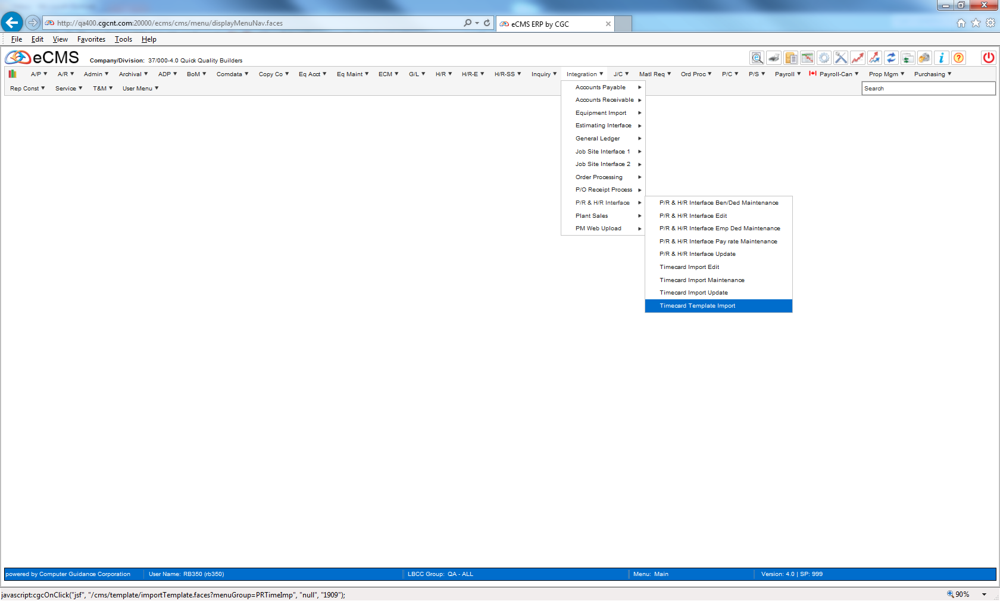 http://qa400.cgcnt.com:20000/ecms/cms/menu/displayMenuNav.faces
eCMS ERP by CGC
File Edit View Favorites Tools Help
eCMS Company/Division: 37/000-4.0 Quick Quality Builders
A/P A/R Admin Archival ADP BoM Comdata Copy Co Eq Acct Eq Maint ECM G/L H/R H/R-E H/R-SS Inquiry Integration J/C Matl Req Ord Proc P/C P/S Payroll Payroll-Can Prop Mgm Purchasing
Rep Const Service T&M User Menu Search
Accounts Payable
Accounts Receivable
Equipment Import
Estimating Interface
General Ledger
Job Site Interface 1
Job Site Interface 2
Order Processing
P/O Receipt Process
P/R & H/R Interface
Plant Sales
PM Web Upload
P/R & H/R Interface Ben/Ded Maintenance
P/R & H/R Interface Edit
P/R & H/R Interface Emp Ded Maintenance
P/R & H/R Interface Pay rate Maintenance
P/R & H/R Interface Update
Timecard Import Edit
Timecard Import Maintenance
Timecard Import Update
Timecard Template Import
powered by Computer Guidance Corporation User Name: RB350 (rb350) LBCC Group: QA - ALL Menu: Main Version: 4.0 | SP: 999
javascript:cgcOnClick("jsf", "/cms/template/importTemplate.faces?menuGroup=PRTimeImp", "null", "1909"); 90%